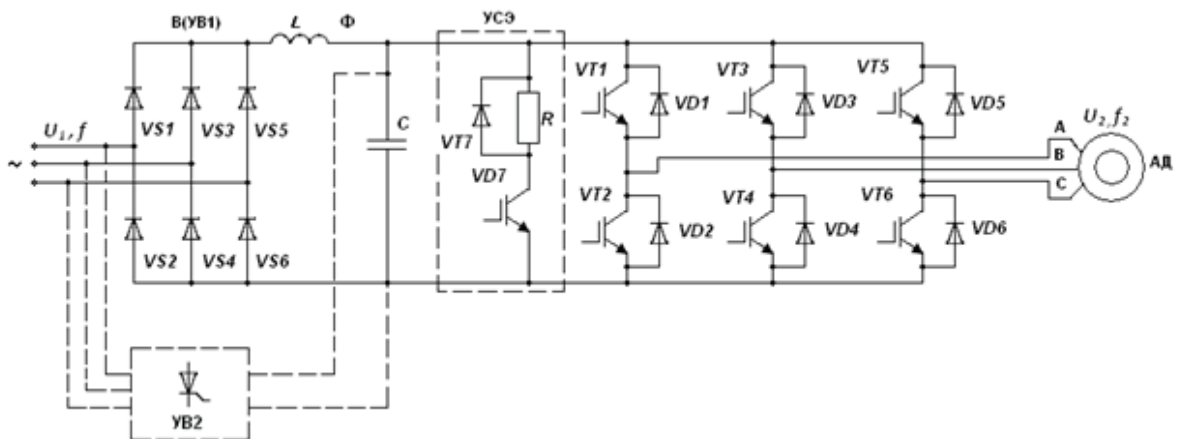 В(УВ1) L Ф УСЭ
VT1 VT3 VT5
VD1 VD3 VD5
VS1 VS3 VS5
U₁, f
~
C
R
VT7
VD7
U₂, f₂
A
B
C
АД
VT2 VT4 VT6
VD2 VD4 VD6
VS2 VS4 VS6
УВ2